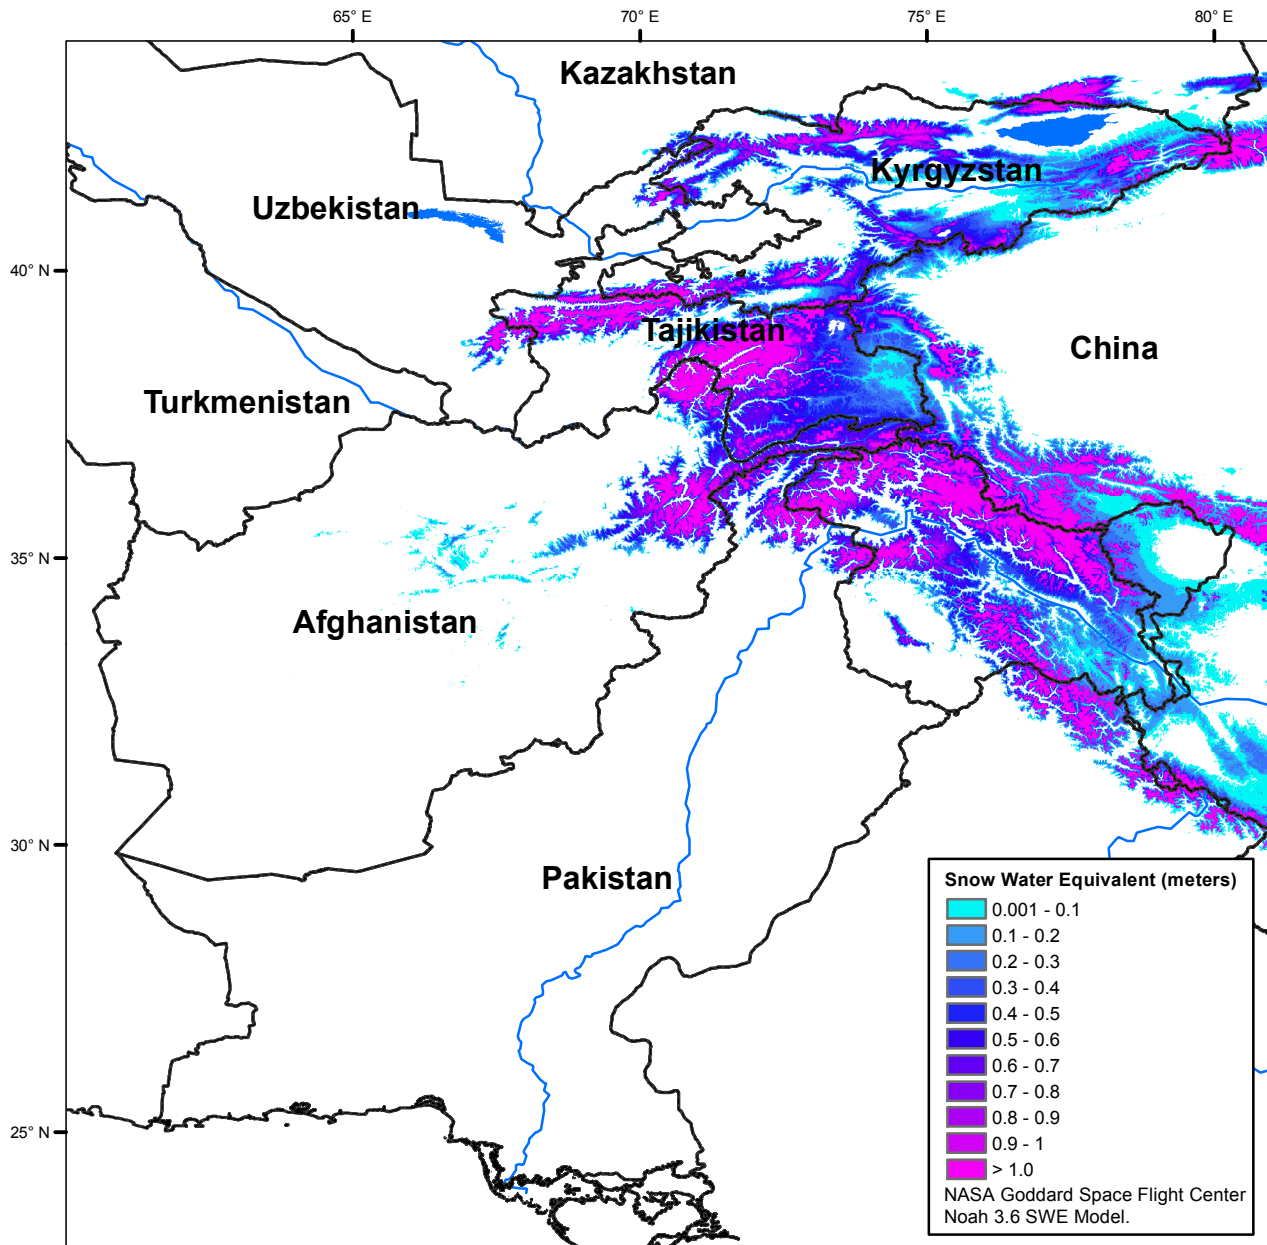 65° E
70° E
75° E
80° E
Kazakhstan
Kyrgyzstan
Uzbekistan
40° N
Tajikistan
China
Turkmenistan
35° N
Afghanistan
30° N
Pakistan
25° N
Snow Water Equivalent (meters)
0.001 - 0.1
0.1 - 0.2
0.2 - 0.3
0.3 - 0.4
0.4 - 0.5
0.5 - 0.6
0.6 - 0.7
0.7 - 0.8
0.8 - 0.9
0.9 - 1
> 1.0
NASA Goddard Space Flight Center
Noah 3.6 SWE Model.